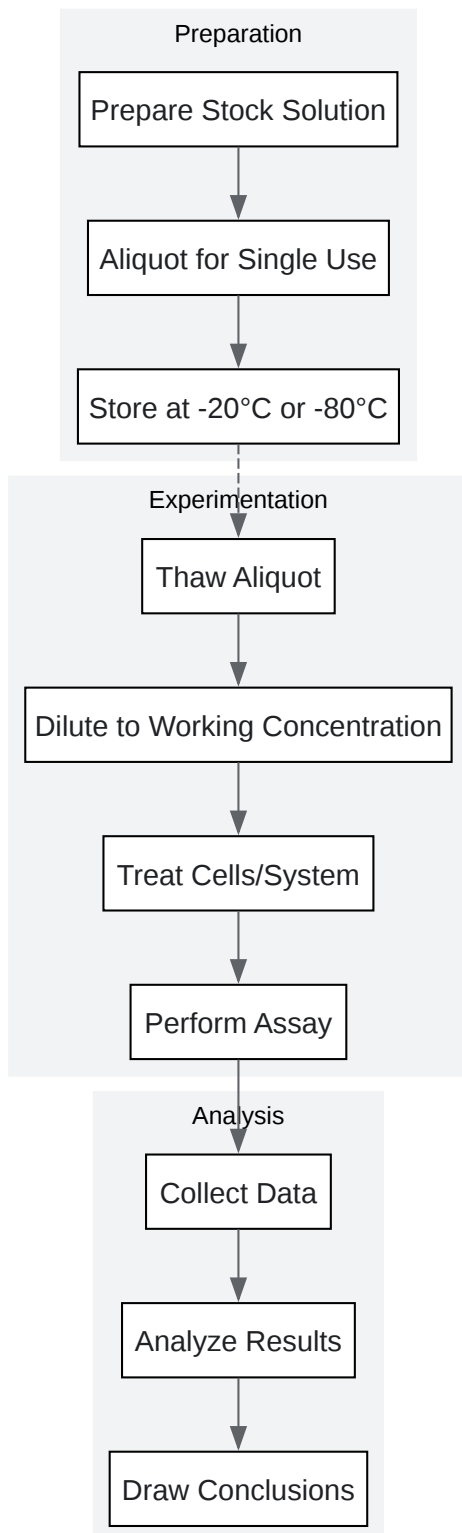 Preparation
Prepare Stock Solution
Aliquot for Single Use
Store at -20°C or -80°C
Experimentation
Thaw Aliquot
Dilute to Working Concentration
Treat Cells/System
Perform Assay
Analysis
Collect Data
Analyze Results
Draw Conclusions